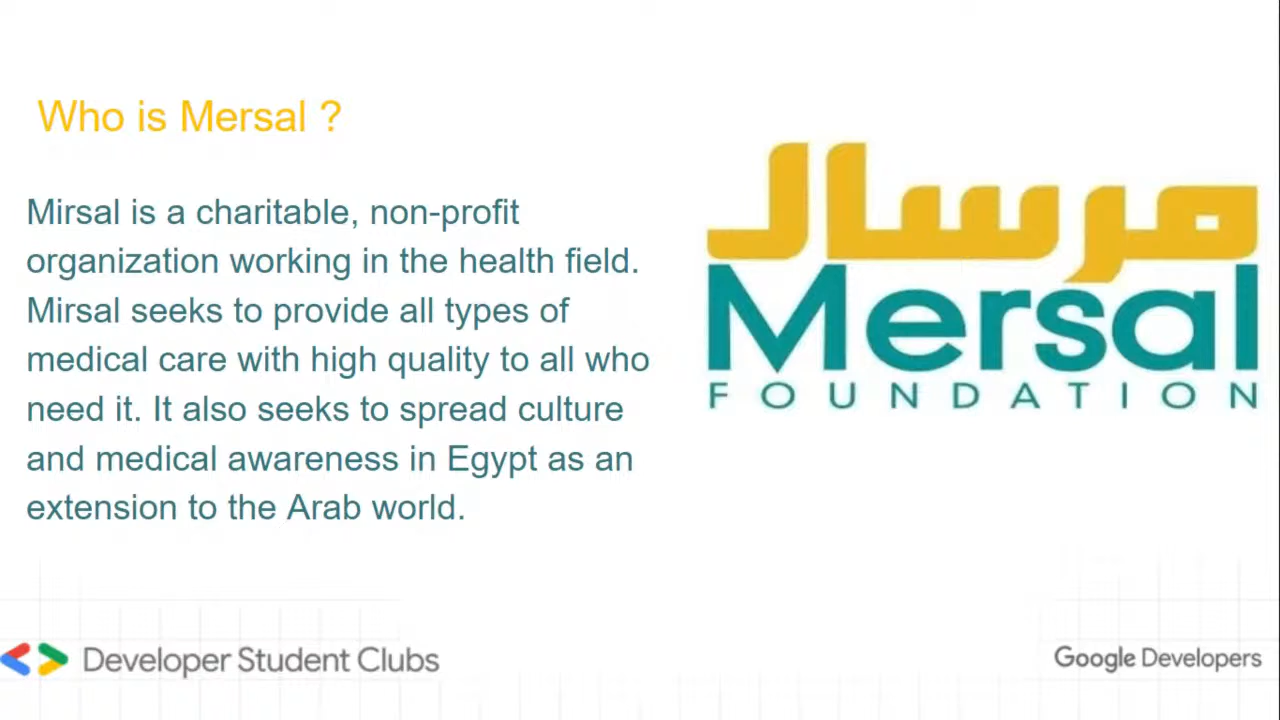 Who is Mersal ?
Mirsal is a charitable, non-profit
organization working in the health field.
Mirsal seeks to provide all types of
medical care with high quality to all who
need it. It also seeks to spread culture
and medical awareness in Egypt as an
extension to the Arab world.
مرسال
Mersal
FOUNDATION
Developer Student Clubs
Google Developers